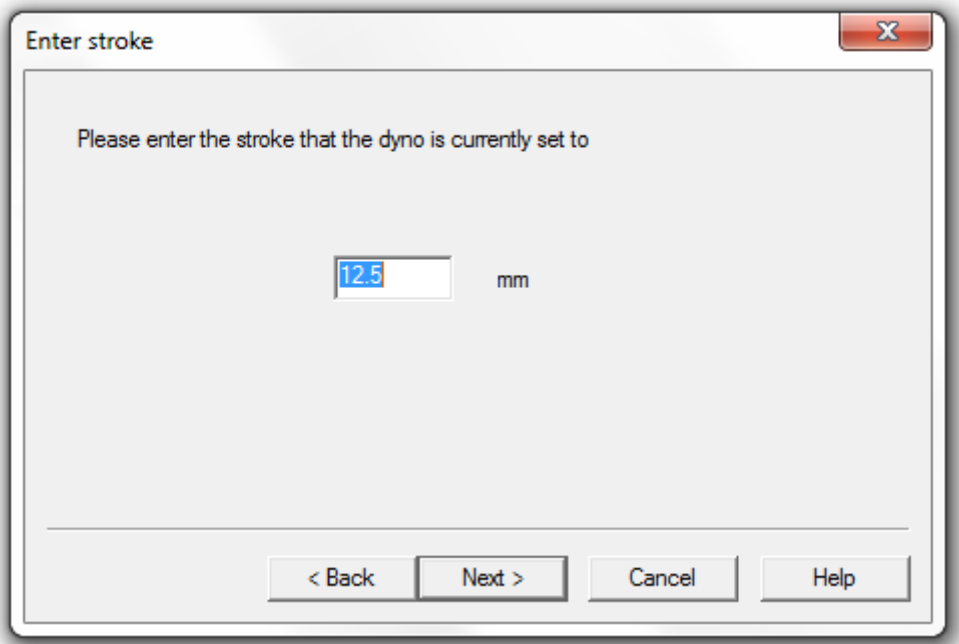 Enter stroke
Please enter the stroke that the dyno is currently set to
12.5 mm
< Back Next > Cancel Help